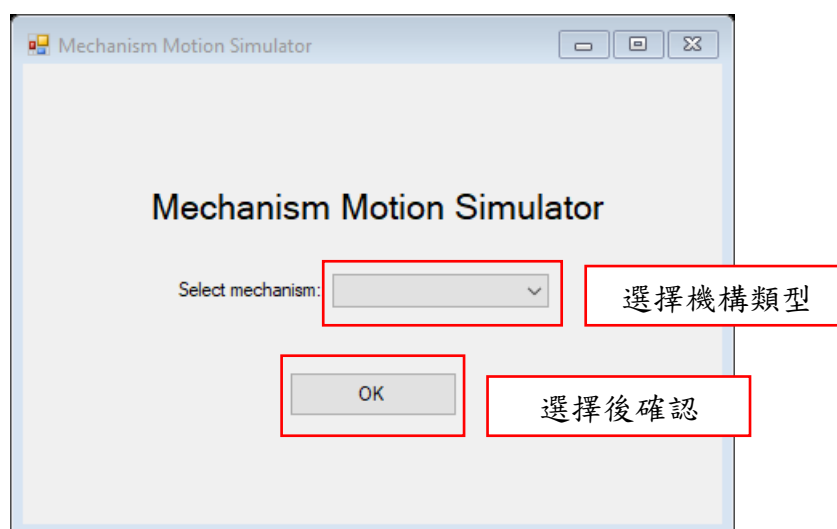 Mechanism Motion Simulator
Mechanism Motion Simulator
Select mechanism:
選擇機構類型
OK
選擇後確認